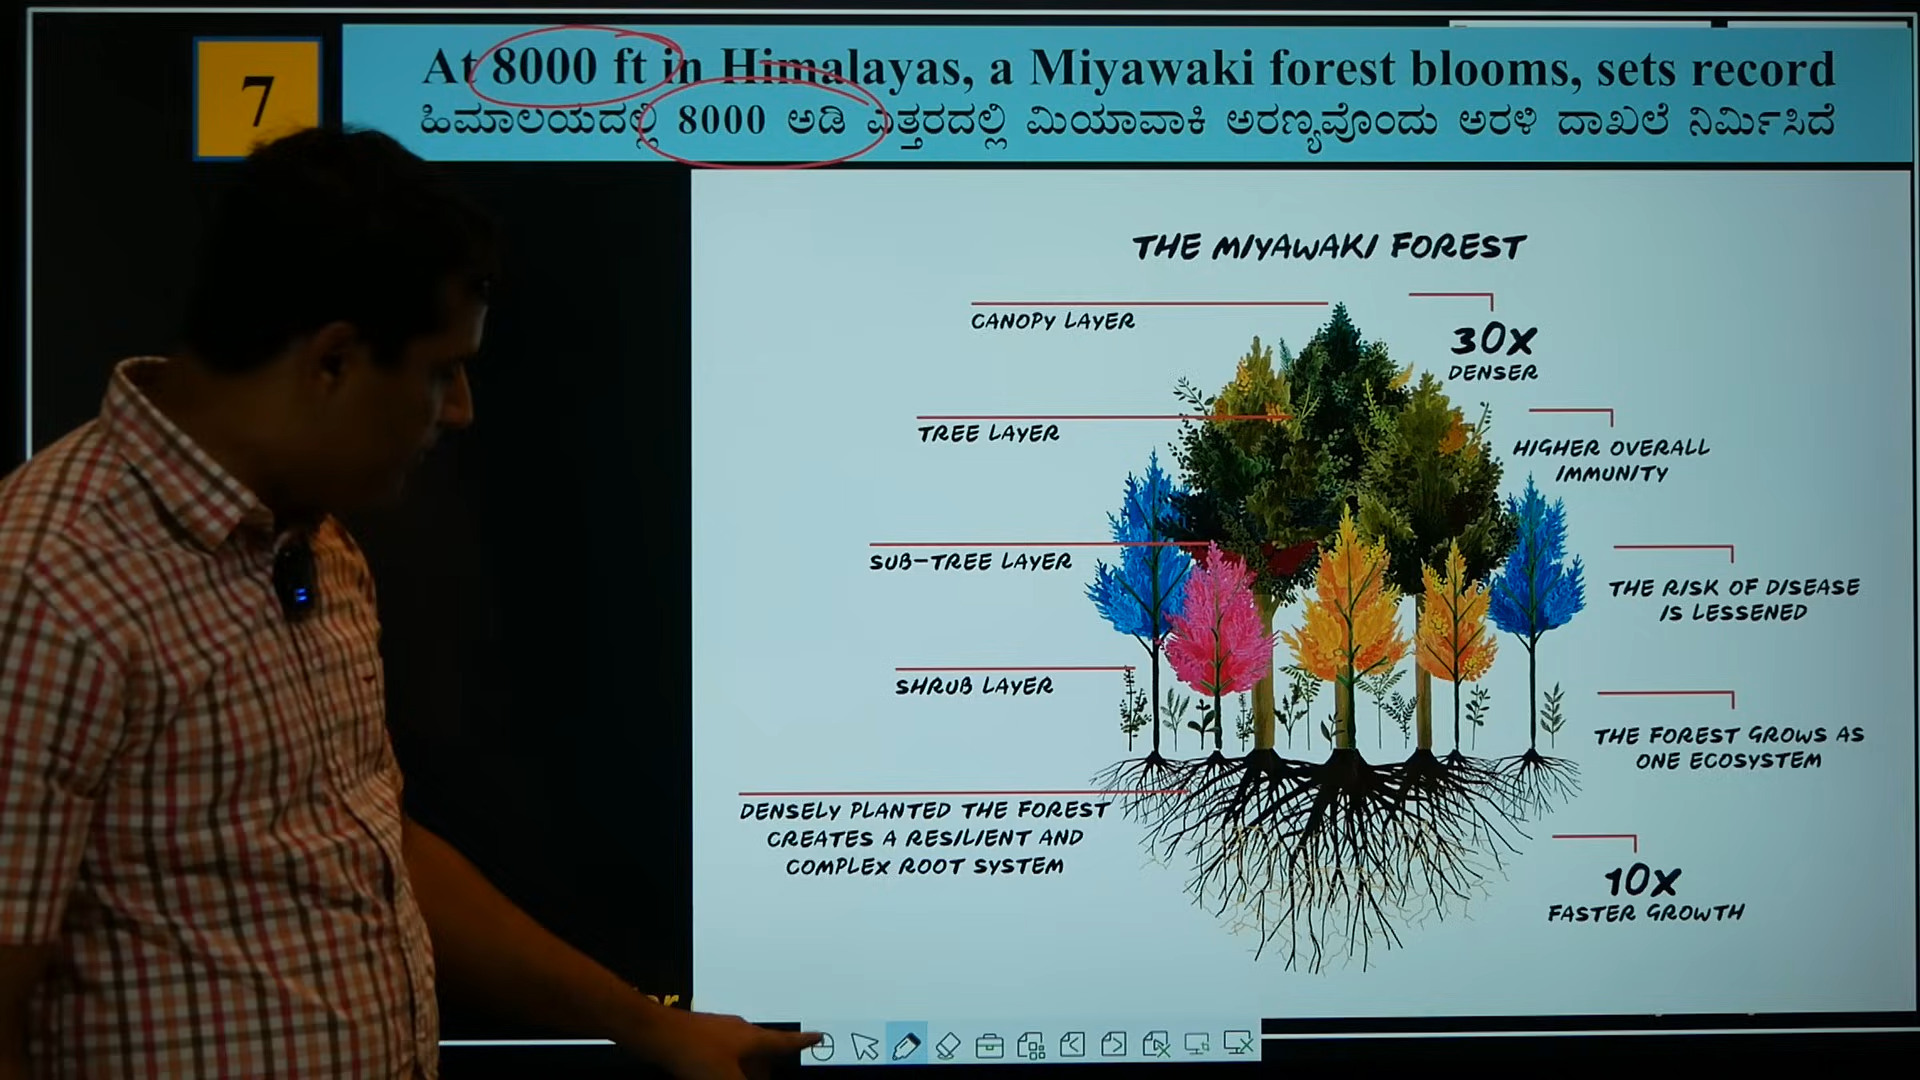 7
At 8000 ft in Himalayas, a Miyawaki forest blooms, sets record
ಹಿಮಾಲಯದಲ್ಲಿ 8000 ಅಡಿ ಎತ್ತರದಲ್ಲಿ ಮಿಯಾವಾಕಿ ಅರಣ್ಯವೊಂದು ಅರಳಿ ದಾಖಲೆ ನಿರ್ಮಿಸಿದೆ
THE MIYAWAKI FOREST
CANOPY LAYER
30X
DENSER
TREE LAYER
HIGHER OVERALL
IMMUNITY
SUB-TREE LAYER
THE RISK OF DISEASE
IS LESSENED
SHRUB LAYER
THE FOREST GROWS AS
ONE ECOSYSTEM
DENSELY PLANTED THE FOREST
CREATES A RESILIENT AND
COMPLEX ROOT SYSTEM
10X
FASTER GROWTH